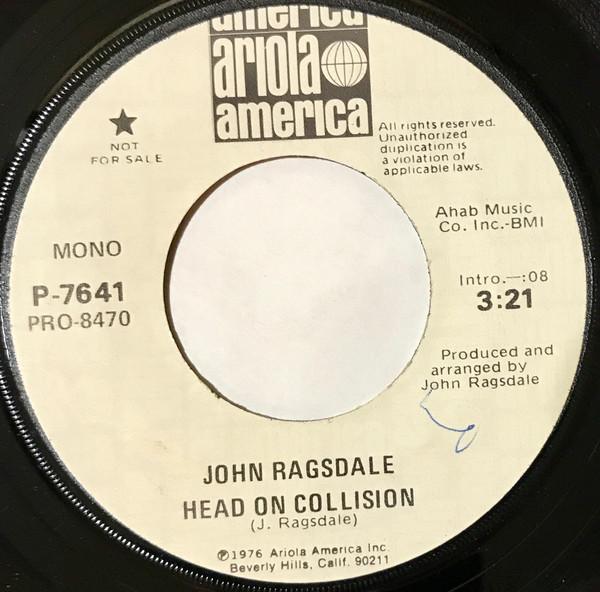 america
ariola
america
★
NOT
FOR SALE
All rights reserved.
Unauthorized
duplication is
a violation of
applicable laws.
Ahab Music
Co. Inc.-BMI
MONO
P-7641
PRO-8470
Intro.—:08
3:21
Produced and
arranged by
John Ragsdale
JOHN RAGSDALE
HEAD ON COLLISION
(J. Ragsdale)
℗1976 Ariola America Inc.
Beverly Hills, Calif. 90211